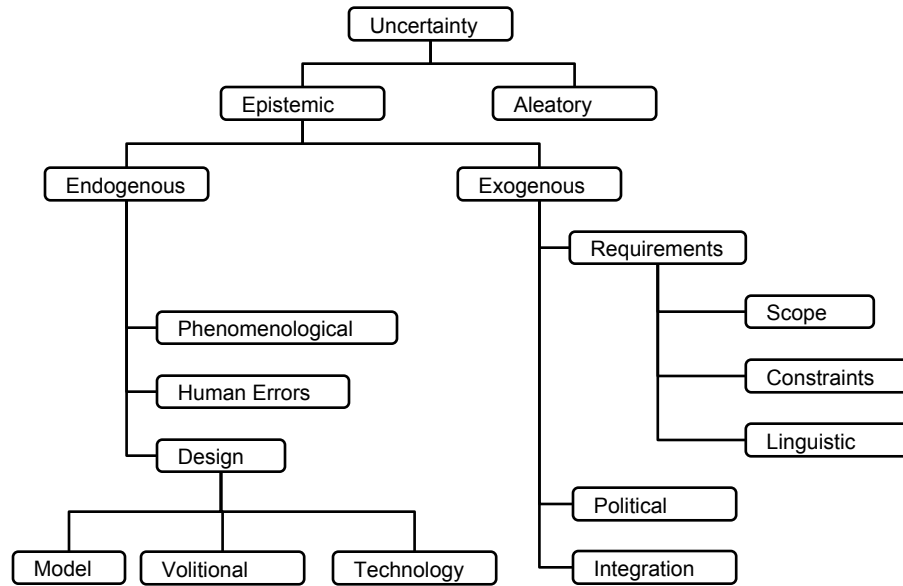 Uncertainty
Epistemic
Aleatory
Endogenous
Exogenous
Requirements
Scope
Phenomenological
Constraints
Human Errors
Linguistic
Design
Political
Model
Volitional
Technology
Integration